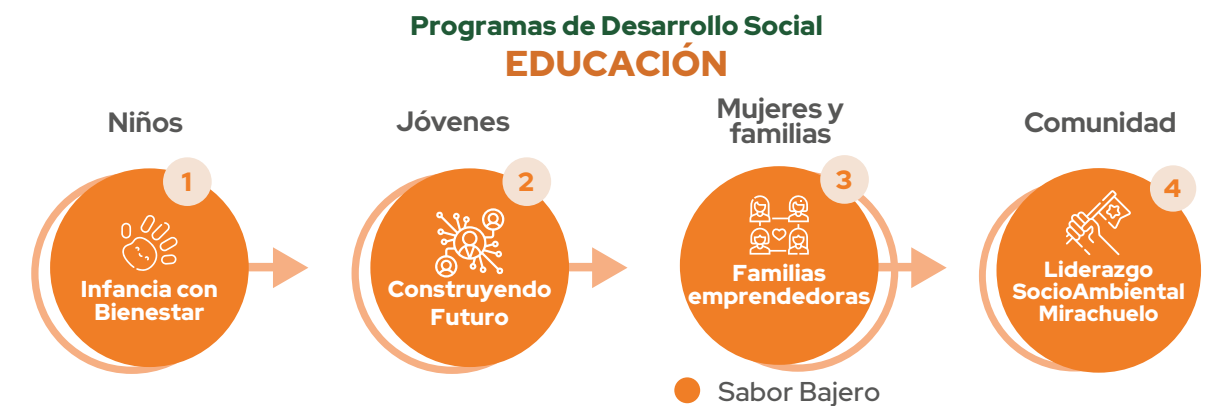 Programas de Desarrollo Social
EDUCACIÓN
Niños
1
Infancia con
Bienestar
Jóvenes
2
Construyendo
Futuro
Mujeres y
familias
3
Familias
emprendedoras
Sabor Bajero
Comunidad
4
Liderazgo
SocioAmbiental
Mirachuelo